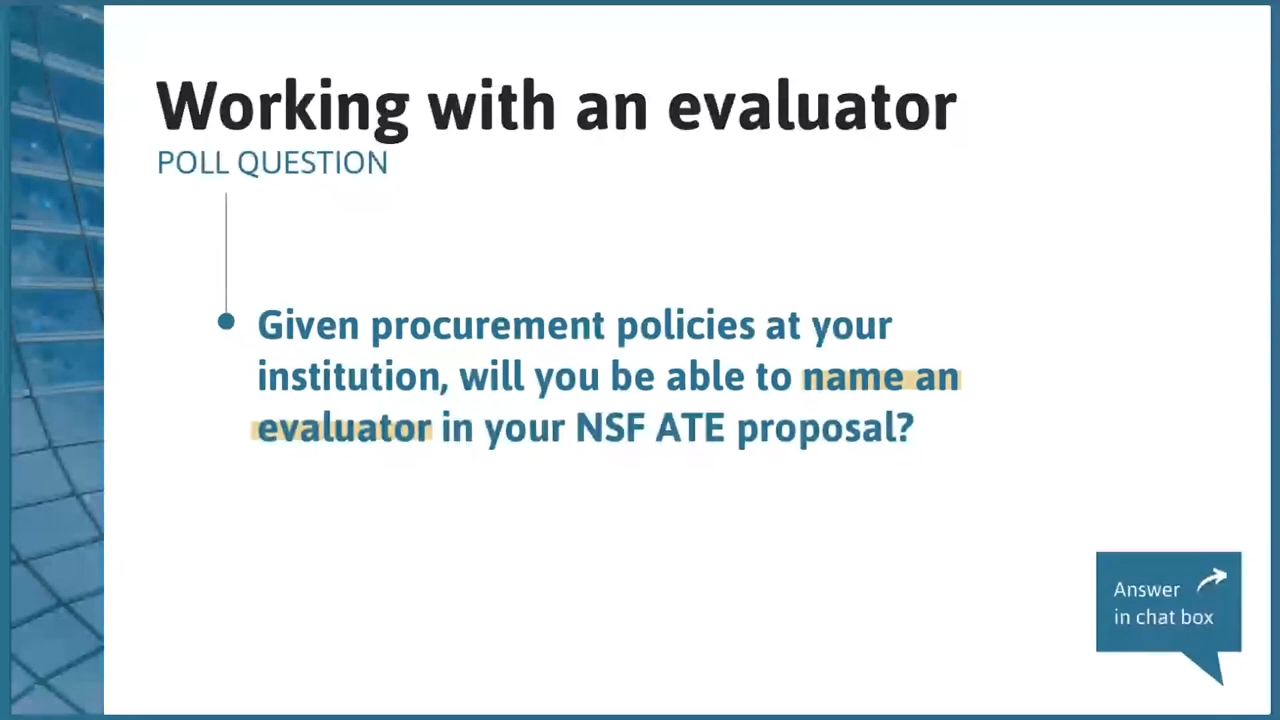 Working with an evaluator
POLL QUESTION
Given procurement policies at your
institution, will you be able to name an
evaluator in your NSF ATE proposal?
Answer
in chat box